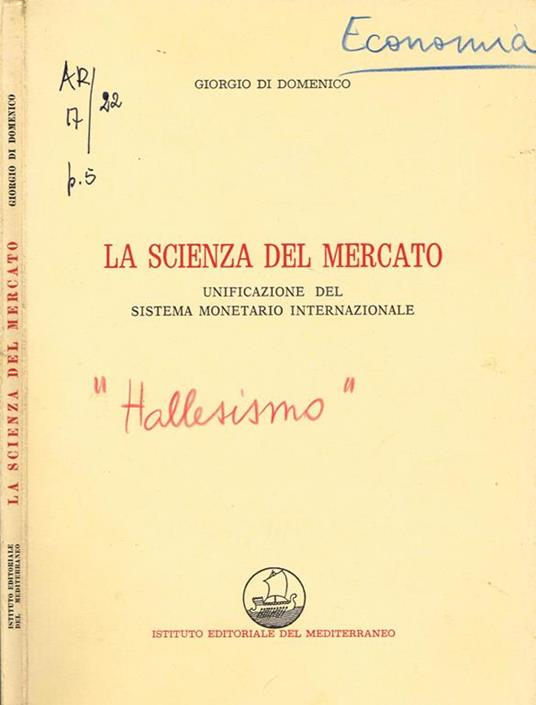 Economia
AR/
17/22
p.5
GIORGIO DI DOMENICO
LA SCIENZA DEL MERCATO
UNIFICAZIONE DEL
SISTEMA MONETARIO INTERNAZIONALE
"Hallesismo"
ISTITUTO EDITORIALE DEL MEDITERRANEO
GIORGIO DI DOMENICO
LA SCIENZA DEL MERCATO
ISTITUTO EDITORIALE
DEL MEDITERRANEO